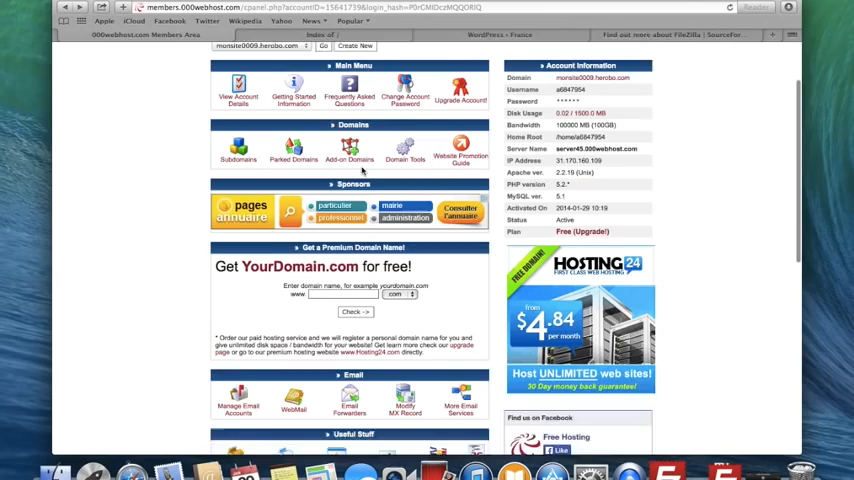 members.000webhost.com/cpanel.php?accountID=15641739&login_hash=P0rGMIDczMQQORIQ
Reader
Apple iCloud Facebook Twitter Wikipedia Yahoo News Popular
000webhost.com Members Area
Index of /
WordPress › France
Find out more about FileZilla | SourceFor...
monsite0009.herobo.com Go Create New
» Main Menu
View Account Details
Getting Started Information
Frequently Asked Questions
Change Account Password
Upgrade Account!
» Domains
Subdomains
Parked Domains
Add-on Domains
Domain Tools
Website Promotion Guide
» Sponsors
pages annuaire
particulier
mairie
professionnel
administration
Consulter l'annuaire
» Get a Premium Domain Name!
Get YourDomain.com for free!
Enter domain name, for example yourdomain.com
www. com
Check ->
* Order our paid hosting service and we will register a personal domain name for you and
give unlimited disk space / bandwidth for your website! Get learn more check our upgrade
page or go to our premium hosting website www.Hosting24.com directly.
» Email
Manage Email Accounts
WebMail
Email Forwarders
Modify MX Record
More Email Services
» Useful Stuff
» Account Information
Domain monsite0009.herobo.com
Username a6847954
Password ******
Disk Usage 0.02 / 1500.0 MB
Bandwidth 100000 MB (100GB)
Home Root /home/a6847954
Server Name server45.000webhost.com
IP Address 31.170.160.109
Apache ver. 2.2.19 (Unix)
PHP version 5.2.*
MySQL ver. 5.1
Activated On 2014-01-29 10:19
Status Active
Plan Free (Upgrade!)
FREE DOMAIN!
HOSTING 24
FIRST CLASS WEB HOSTING
from
$4.84
per month
Host UNLIMITED web sites!
30 Day money back guarantee!
Find us on Facebook
Free Hosting
Like